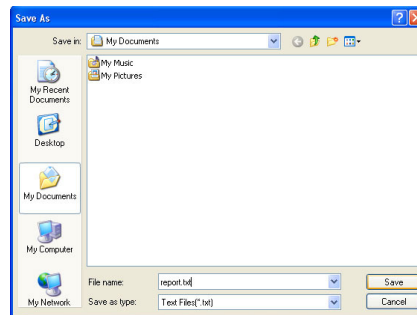 Save As
Save in: My Documents
My Music
My Pictures
My Recent
Documents
Desktop
My Documents
My Computer
My Network
File name: report.txt Save
Save as type: Text Files(*.txt) Cancel